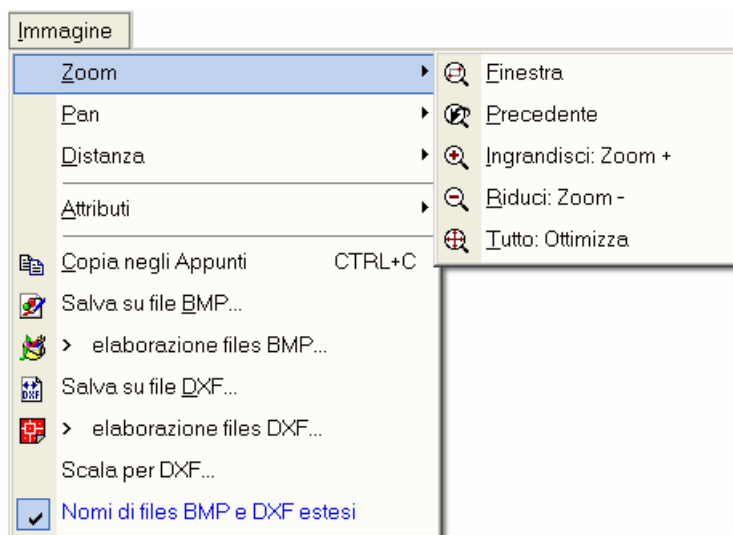 Immagine
Zoom
Pan
Distanza
Attributi
Copia negli Appunti CTRL+C
Salva su file BMP...
> elaborazione files BMP...
Salva su file DXF...
> elaborazione files DXF...
Scala per DXF...
Nomi di files BMP e DXF estesi
Finestra
Precedente
Ingrandisci: Zoom +
Riduci: Zoom -
Tutto: Ottimizza
DXF